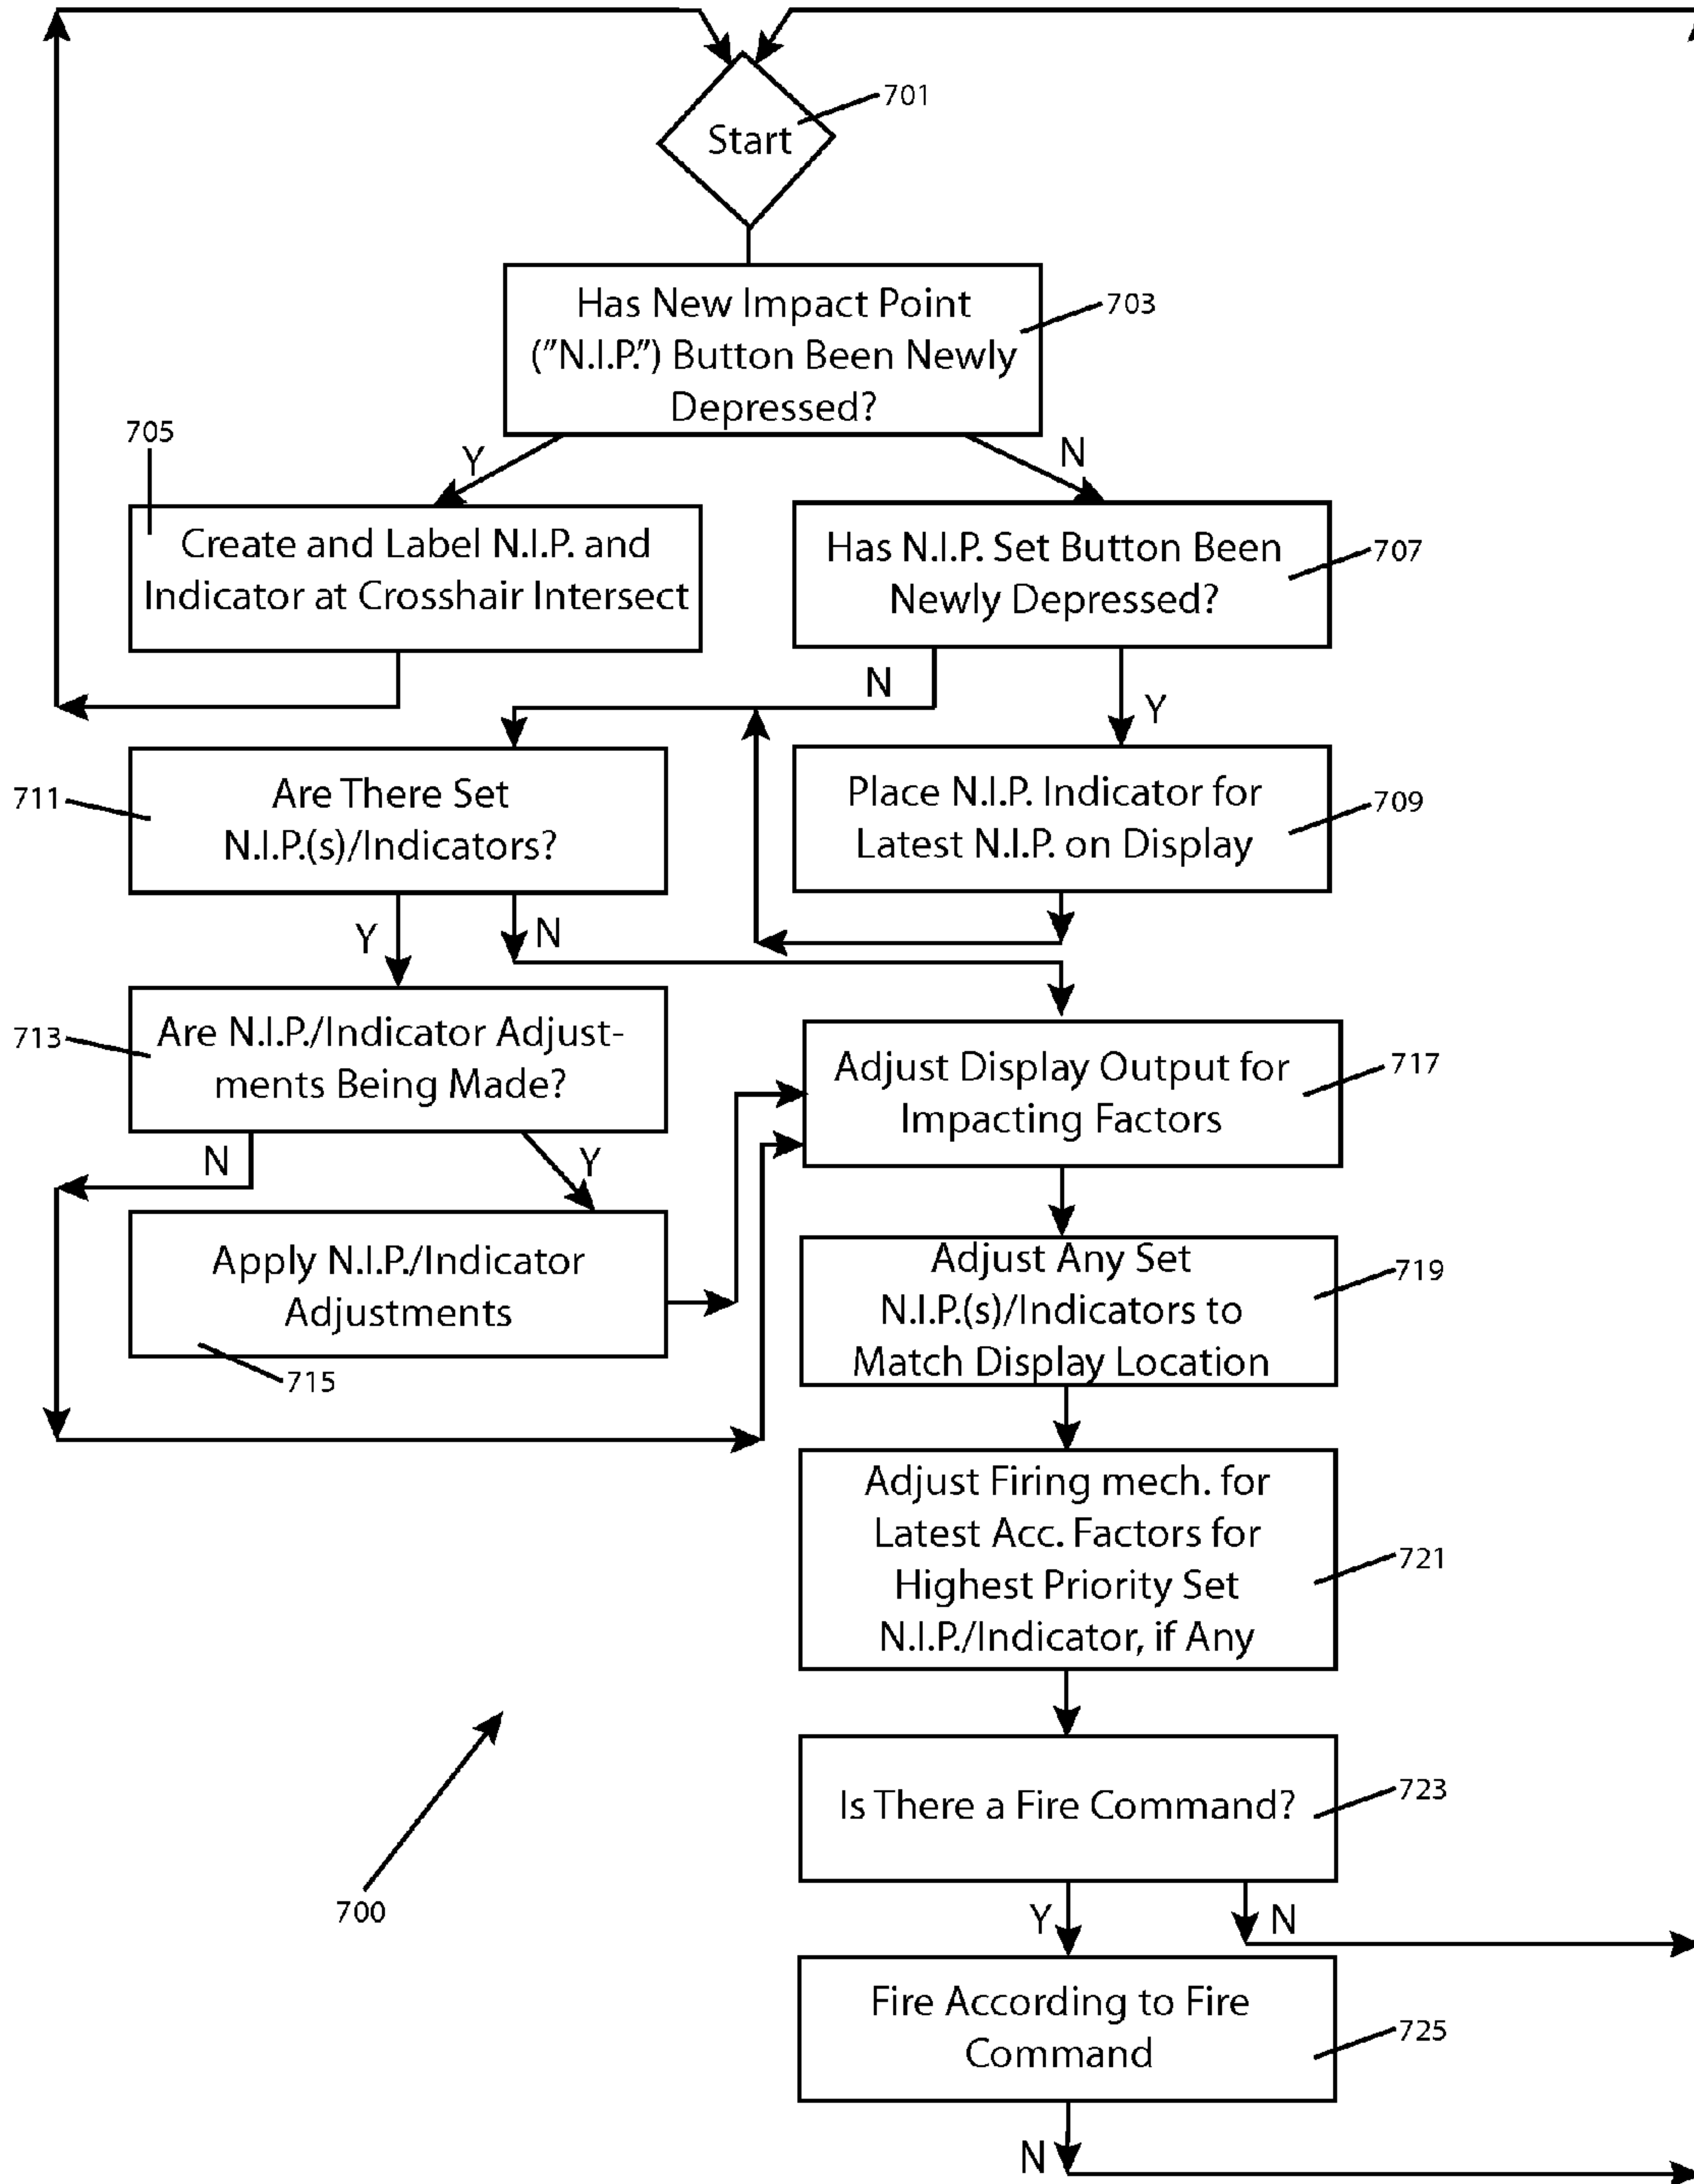 701
Start
Has New Impact Point
("N.I.P.") Button Been Newly
Depressed?
703
Y
N
705
Create and Label N.I.P. and
Indicator at Crosshair Intersect
Has N.I.P. Set Button Been
Newly Depressed?
707
N
Y
711
Are There Set
N.I.P.(s)/Indicators?
Place N.I.P. Indicator for
Latest N.I.P. on Display
709
Y
N
713
Are N.I.P./Indicator Adjust-
ments Being Made?
Adjust Display Output for
Impacting Factors
717
N
Y
Apply N.I.P./Indicator
Adjustments
715
Adjust Any Set
N.I.P.(s)/Indicators to
Match Display Location
719
Adjust Firing mech. for
Latest Acc. Factors for
Highest Priority Set
N.I.P./Indicator, if Any
721
700
Is There a Fire Command?
723
Y
N
Fire According to Fire
Command
725
N